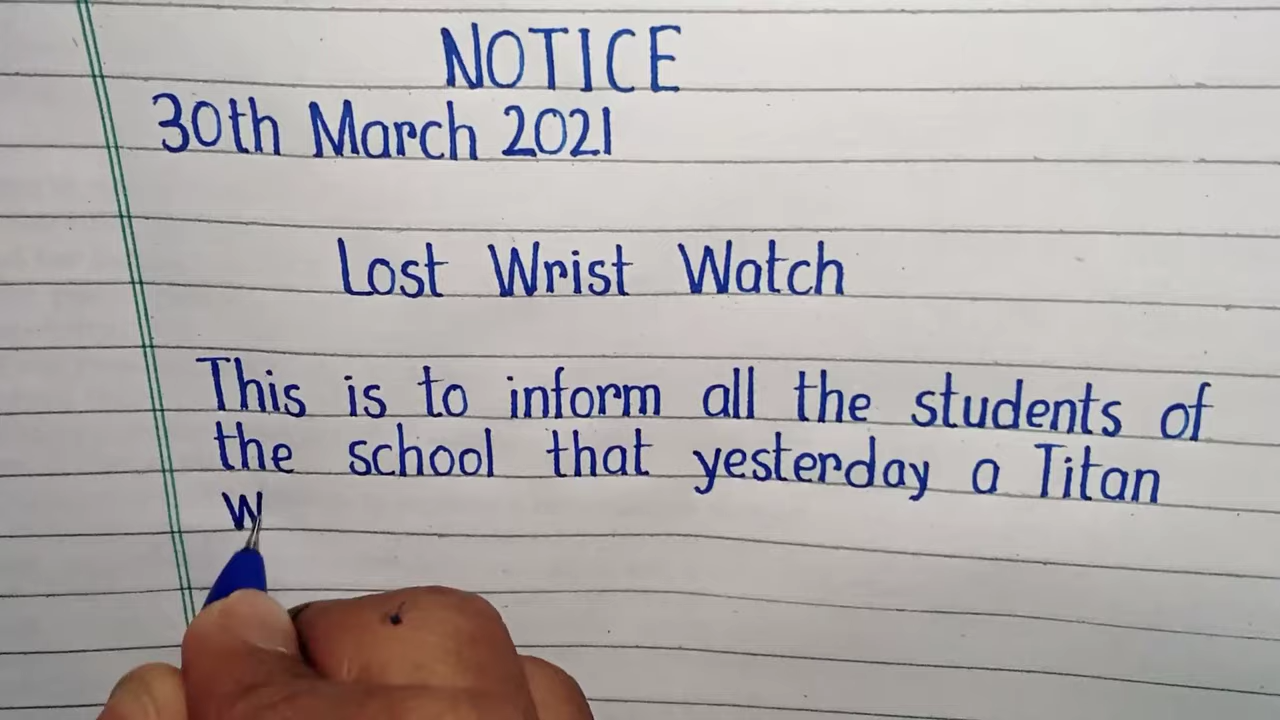 NOTICE
30th March 2021
Lost Wrist Watch
This is to inform all the students of
the school that yesterday a Titan
w